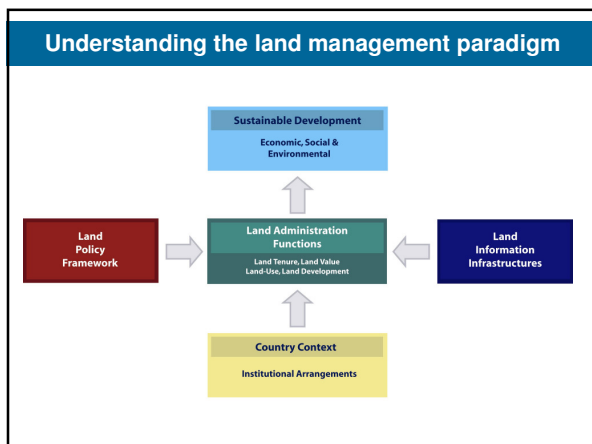 Understanding the land management paradigm
Sustainable Development
Economic, Social &
Environmental
Land
Policy
Framework
Land Administration
Functions
Land Tenure, Land Value
Land-Use, Land Development
Land
Information
Infrastructures
Country Context
Institutional Arrangements